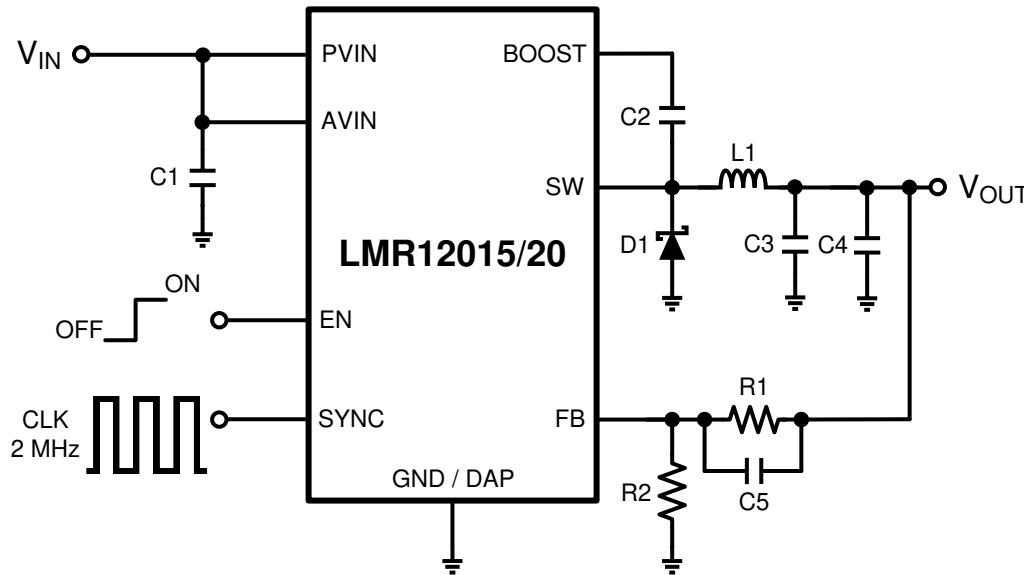 VIN
PVIN
BOOST
AVIN
C2
C1
L1
SW
VOUT
D1
C3
C4
LMR12015/20
ON
OFF
EN
R1
CLK
2 MHz
SYNC
FB
GND / DAP
R2
C5